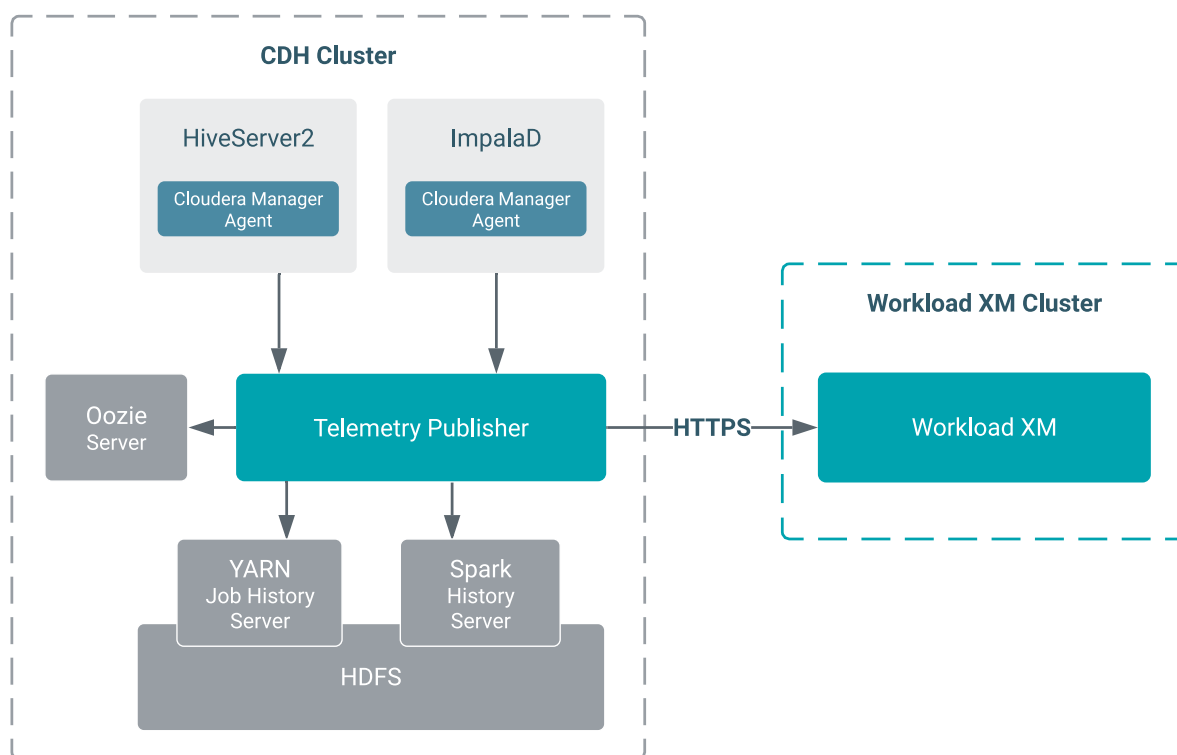 CDH Cluster
HiveServer2
Cloudera Manager
Agent
ImpalaD
Cloudera Manager
Agent
Workload XM Cluster
Oozie
Server
Telemetry Publisher
HTTPS
Workload XM
YARN
Job History
Server
Spark
History
Server
HDFS